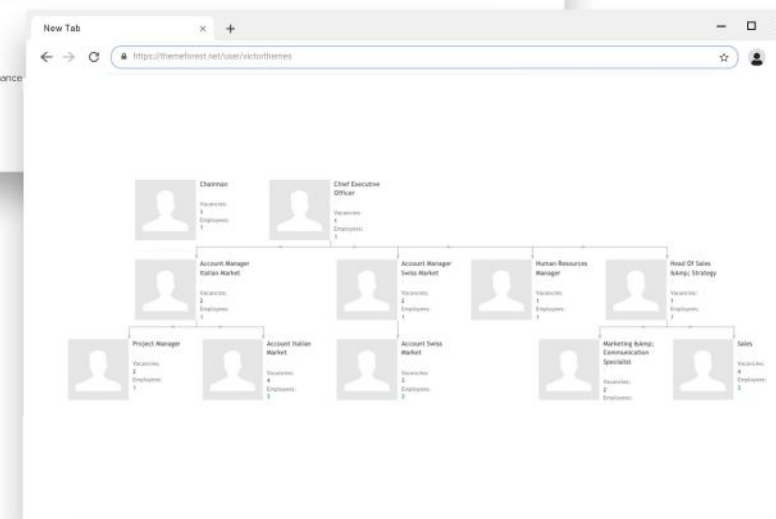 New Tab
https://themeforest.net/user/victorthemes
ance
Chairman
Vacancies:
1
Employees:
1
Chief Executive
Officer
Vacancies:
1
Employees:
1
Account Manager
Italian Market
Vacancies:
2
Employees:
1
Account Manager
Swiss Market
Vacancies:
2
Employees:
1
Human Resources
Manager
Vacancies:
1
Employees:
1
Head Of Sales
&Amp; Strategy
Vacancies:
1
Employees:
1
Project Manager
Vacancies:
2
Employees:
1
Account Italian
Market
Vacancies:
4
Employees:
3
Account Swiss
Market
Vacancies:
3
Employees:
Marketing &Amp;
Communication
Specialist
Vacancies:
2
Employees:
Sales
Vacancies:
4
Employees: